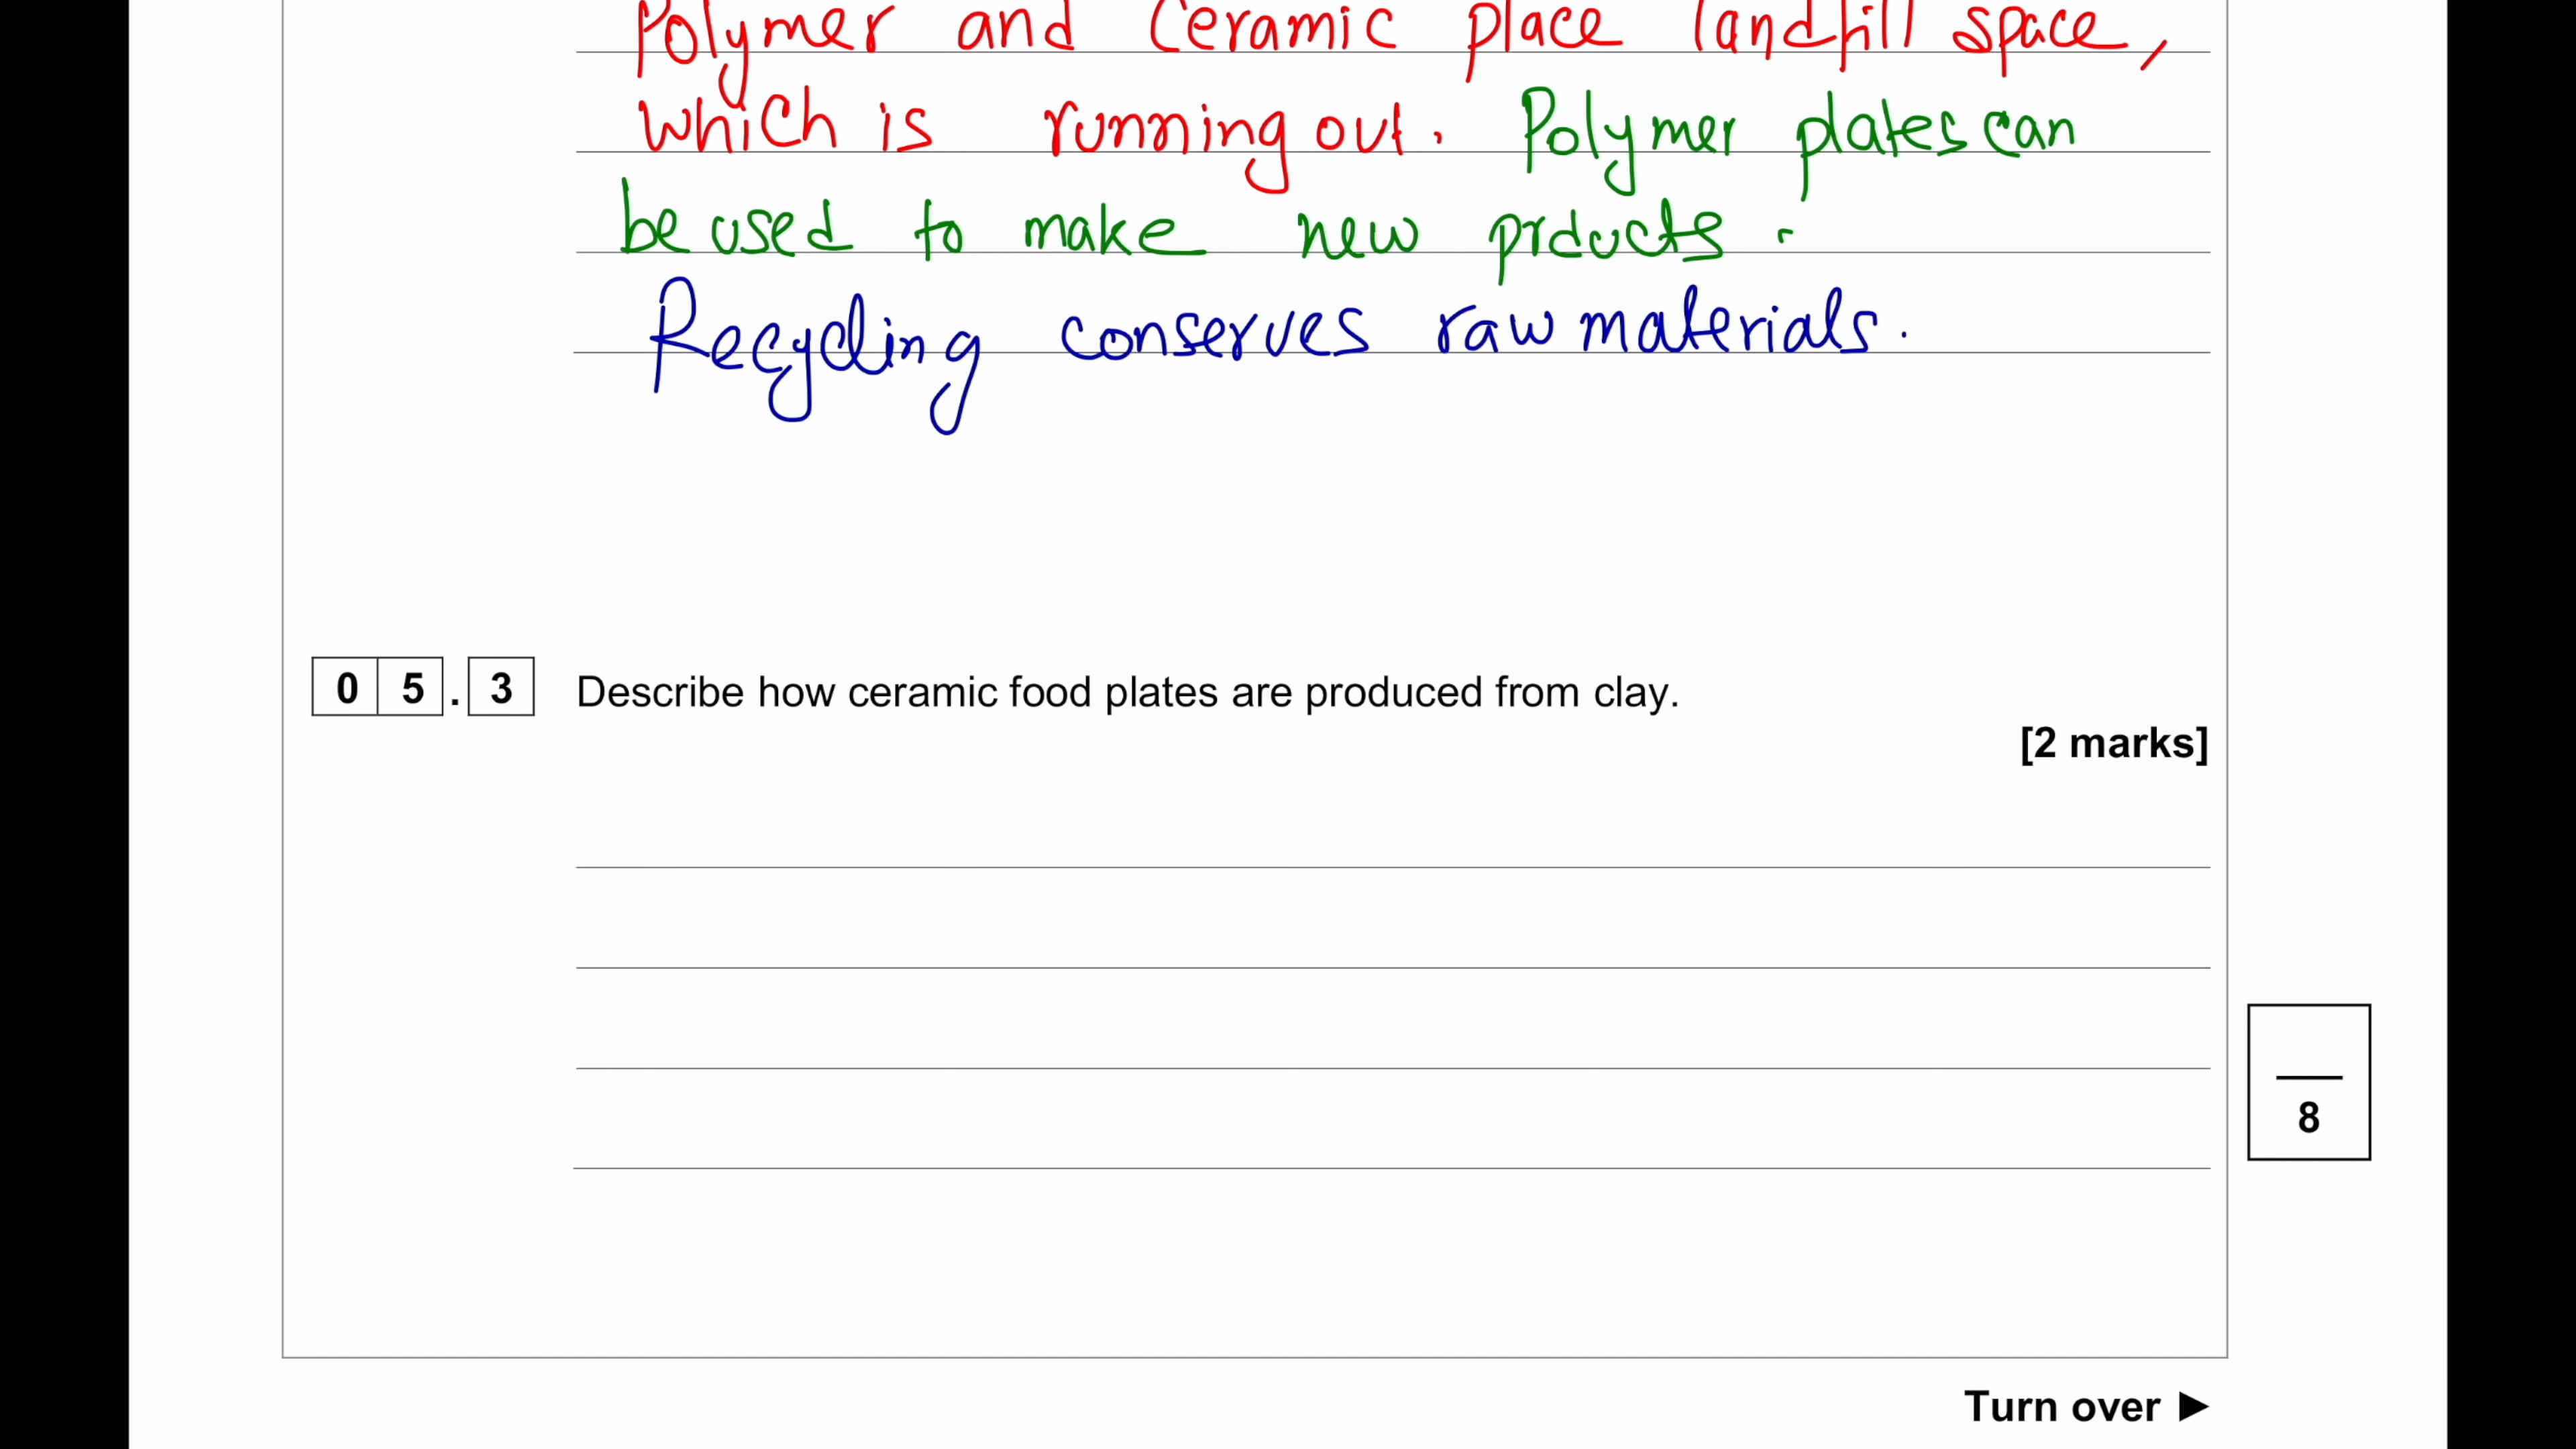 Polymer and ceramic place landfill space,
which is running out. Polymer plates can
be used to make new prducts.
Recycling conserves raw materials.
0 5 . 3 Describe how ceramic food plates are produced from clay.
[2 marks]
8
Turn over ►